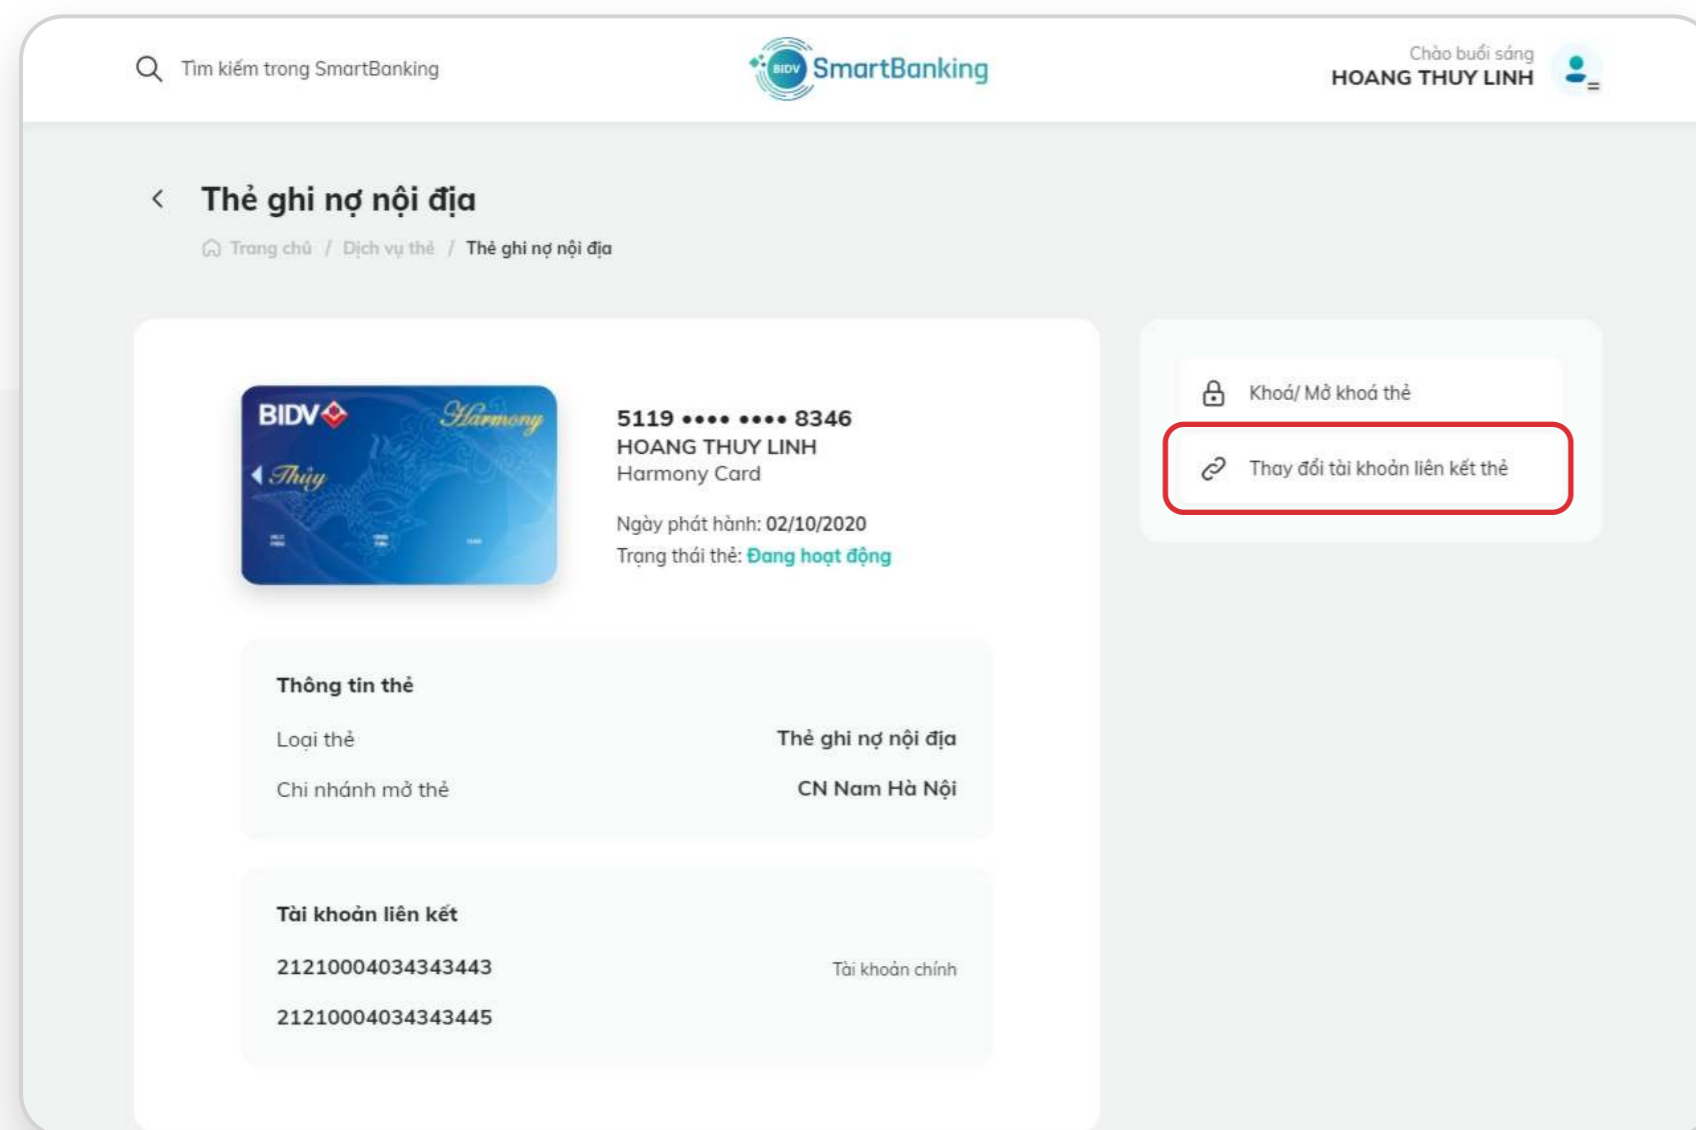 Tìm kiếm trong SmartBanking
BIDV SmartBanking
Chào buổi sáng
HOANG THUY LINH
Thẻ ghi nợ nội địa
Trang chủ / Dịch vụ thẻ / Thẻ ghi nợ nội địa
BIDV Harmony
Thủy
5119 •••• •••• 8346
HOANG THUY LINH
Harmony Card
Ngày phát hành: 02/10/2020
Trạng thái thẻ: Đang hoạt động
Khoá/ Mở khoá thẻ
Thay đổi tài khoản liên kết thẻ
Thông tin thẻ
Loại thẻ Thẻ ghi nợ nội địa
Chi nhánh mở thẻ CN Nam Hà Nội
Tài khoản liên kết
21210004034343443 Tài khoản chính
21210004034343445